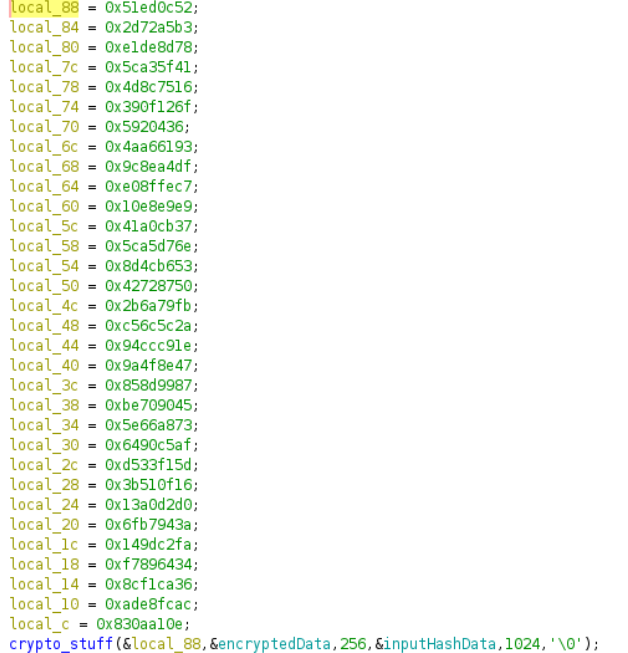 local_88 = 0x51ed0c52;
local_84 = 0x2d72a5b3;
local_80 = 0xe1de8d78;
local_7c = 0x5ca35f41;
local_78 = 0x4d8c7516;
local_74 = 0x390f126f;
local_70 = 0x5920436;
local_6c = 0x4aa66193;
local_68 = 0x9c8ea4df;
local_64 = 0xe08ffec7;
local_60 = 0x10e8e9e9;
local_5c = 0x41a0cb37;
local_58 = 0x5ca5d76e;
local_54 = 0x8d4cb653;
local_50 = 0x42728750;
local_4c = 0x2b6a79fb;
local_48 = 0xc56c5c2a;
local_44 = 0x94ccc91e;
local_40 = 0x9a4f8e47;
local_3c = 0x858d9987;
local_38 = 0xbe709045;
local_34 = 0x5e66a873;
local_30 = 0x6490c5af;
local_2c = 0xd533f15d;
local_28 = 0x3b510f16;
local_24 = 0x13a0d2d0;
local_20 = 0x6fb7943a;
local_1c = 0x149dc2fa;
local_18 = 0xf7896434;
local_14 = 0x8cf1ca36;
local_10 = 0xade8fcac;
local_c = 0x830aa10e;
crypto_stuff(&local_88,&encryptedData,256,&inputHashData,1024,'\0');